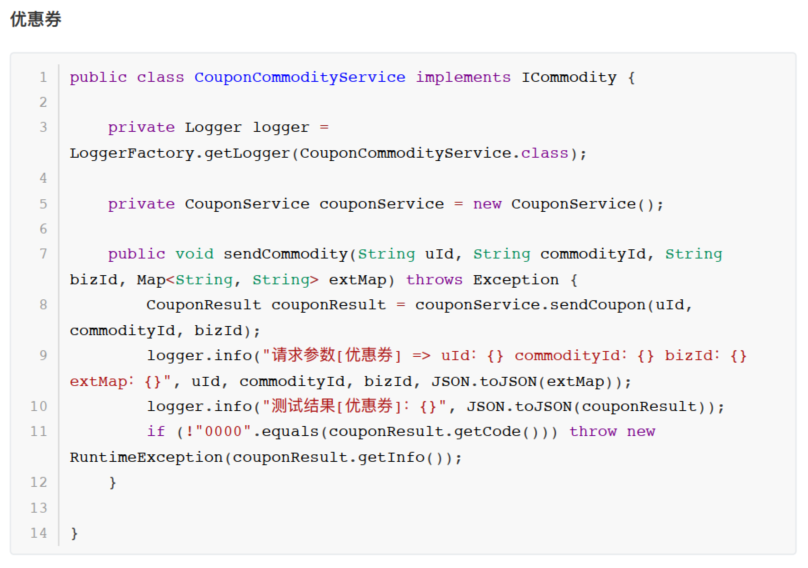 优惠券
1 public class CouponCommodityService implements ICommodity {
2
3     private Logger logger =
LoggerFactory.getLogger(CouponCommodityService.class);
4
5     private CouponService couponService = new CouponService();
6
7     public void sendCommodity(String uId, String commodityId, String
bizId, Map<String, String> extMap) throws Exception {
8         CouponResult couponResult = couponService.sendCoupon(uId,
commodityId, bizId);
9         logger.info("请求参数[优惠券] => uId: {} commodityId: {} bizId: {}
extMap: {}", uId, commodityId, bizId, JSON.toJSON(extMap));
10         logger.info("测试结果[优惠券]: {}", JSON.toJSON(couponResult));
11         if (!"0000".equals(couponResult.getCode())) throw new
RuntimeException(couponResult.getInfo());
12     }
13
14 }